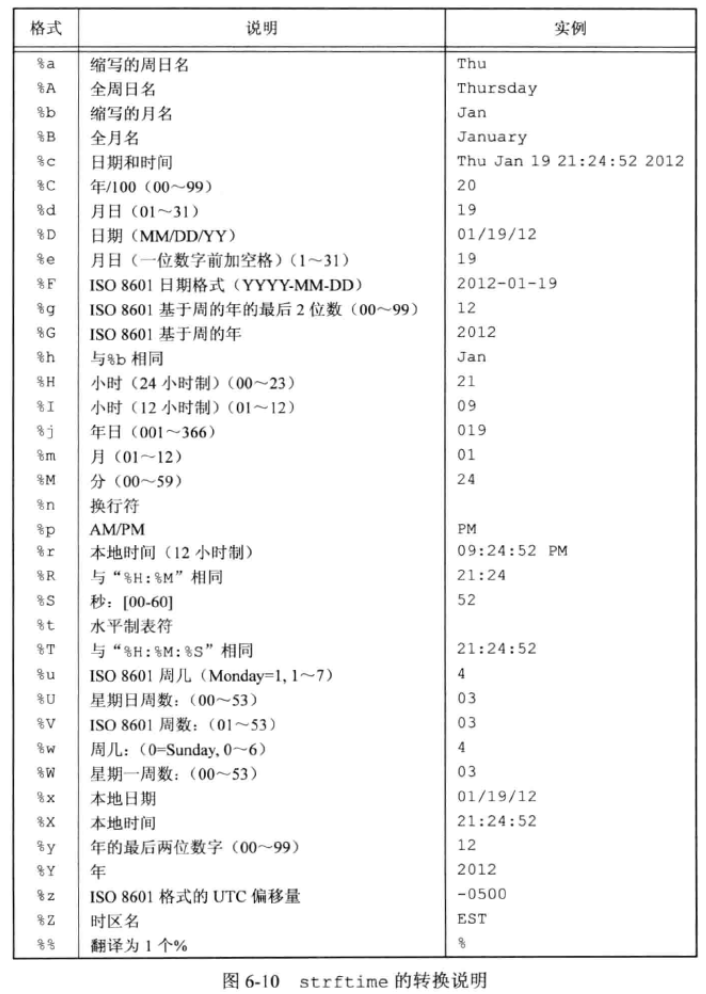 格式 说明 实例
%a 缩写的周日名 Thu
%A 全周日名 Thursday
%b 缩写的月名 Jan
%B 全月名 January
%c 日期和时间 Thu Jan 19 21:24:52 2012
%C 年/100（00～99） 20
%d 月日（01～31） 19
%D 日期（MM/DD/YY） 01/19/12
%e 月日（一位数字前加空格）（1～31） 19
%F ISO 8601 日期格式（YYYY-MM-DD） 2012-01-19
%g ISO 8601 基于周的年的最后 2 位数（00～99） 12
%G ISO 8601 基于周的年 2012
%h 与%b 相同 Jan
%H 小时（24 小时制）（00～23） 21
%I 小时（12 小时制）（01～12） 09
%j 年日（001～366） 019
%m 月（01～12） 01
%M 分（00～59） 24
%n 换行符
%p AM/PM PM
%r 本地时间（12 小时制） 09:24:52 PM
%R 与“%H:%M”相同 21:24
%S 秒：[00-60] 52
%t 水平制表符
%T 与“%H:%M:%S”相同 21:24:52
%u ISO 8601 周几（Monday=1, 1～7） 4
%U 星期日周数：（00～53） 03
%V ISO 8601 周数：（01～53） 03
%w 周几：（0=Sunday, 0～6） 4
%W 星期一周数：（00～53） 03
%x 本地日期 01/19/12
%X 本地时间 21:24:52
%y 年的最后两位数字（00～99） 12
%Y 年 2012
%z ISO 8601 格式的 UTC 偏移量 -0500
%Z 时区名 EST
%% 翻译为 1 个% %
图 6-10 strftime 的转换说明